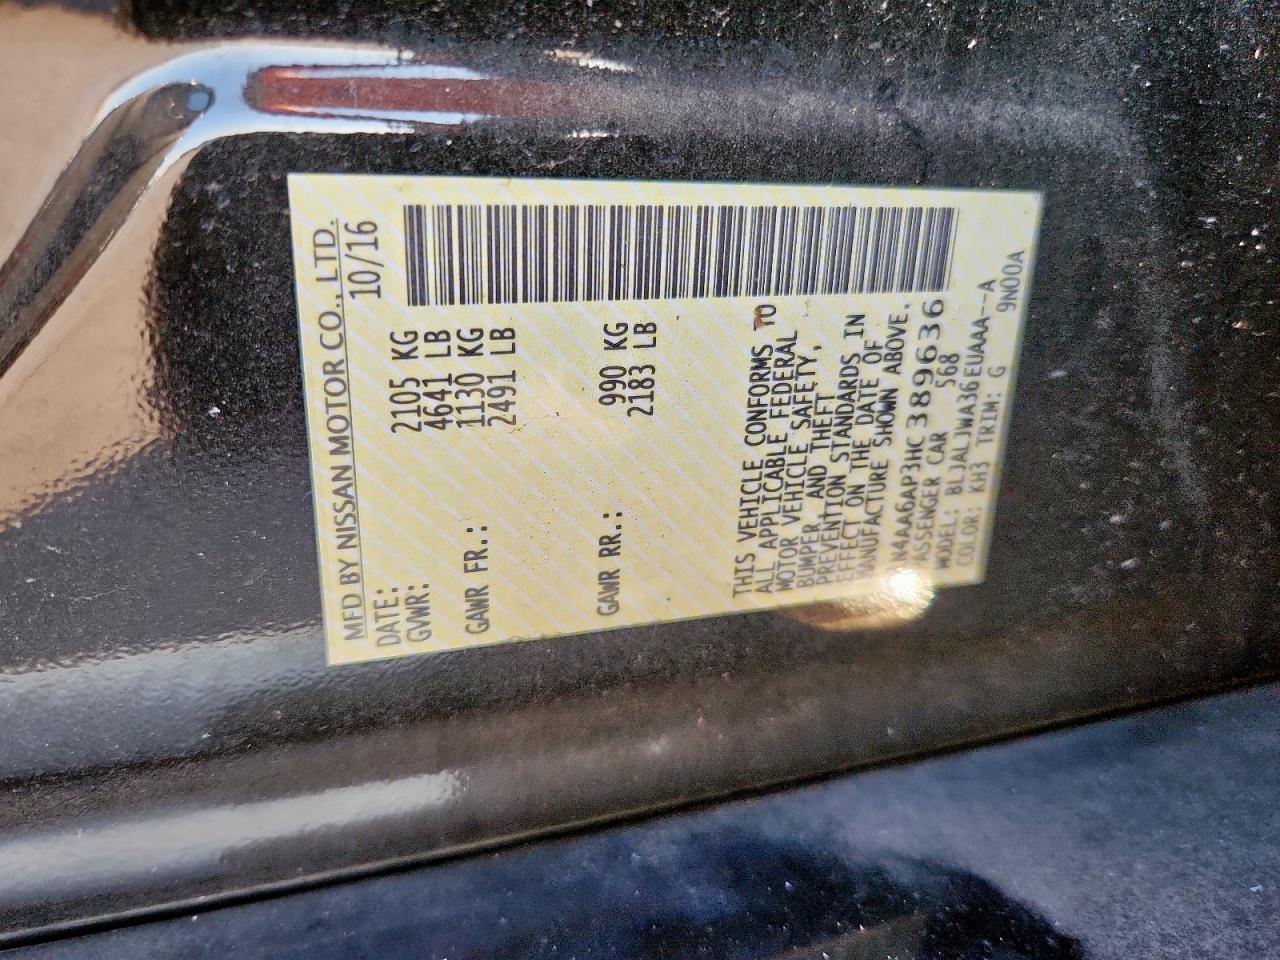 MFD BY NISSAN MOTOR CO., LTD.
DATE: 10/16
GVWR: 2105 KG
4641 LB
GAWR FR.: 1130 KG
2491 LB
GAWR RR.: 990 KG
2183 LB
THIS VEHICLE CONFORMS TO
ALL APPLICABLE FEDERAL
MOTOR VEHICLE SAFETY,
BUMPER AND THEFT
PREVENTION STANDARDS IN
EFFECT ON THE DATE OF
MANUFACTURE SHOWN ABOVE.
1N4AA6AP3HC389636
PASSENGER CAR 568
MODEL: BLJALJWA36EUAAA--A
COLOR: KH3 TRIM: G 9N00A